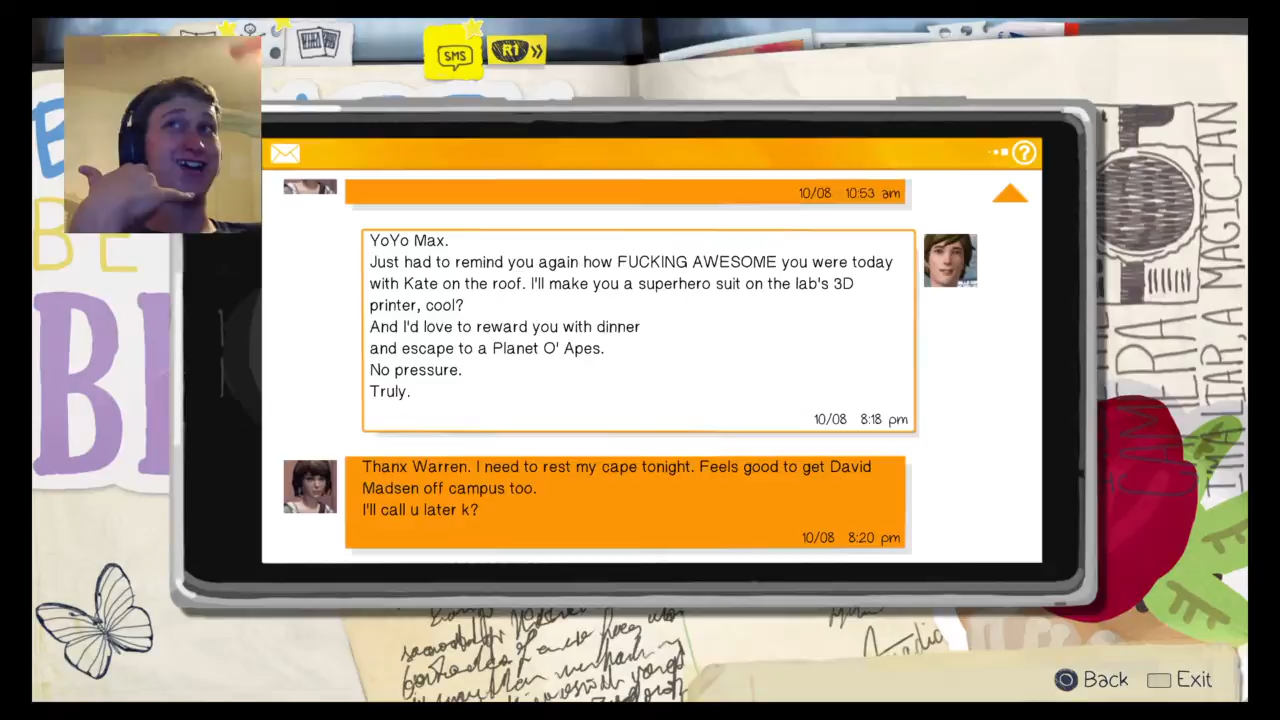 SMS
R1
10/08 10:53 am
YoYo Max.
Just had to remind you again how FUCKING AWESOME you were today
with Kate on the roof. I'll make you a superhero suit on the lab's 3D
printer, cool?
And I'd love to reward you with dinner
and escape to a Planet O' Apes.
No pressure.
Truly.
10/08 8:18 pm
Thanx Warren. I need to rest my cape tonight. Feels good to get David
Madsen off campus too.
I'll call u later k?
10/08 8:20 pm
Back
Exit
MAGICIAN